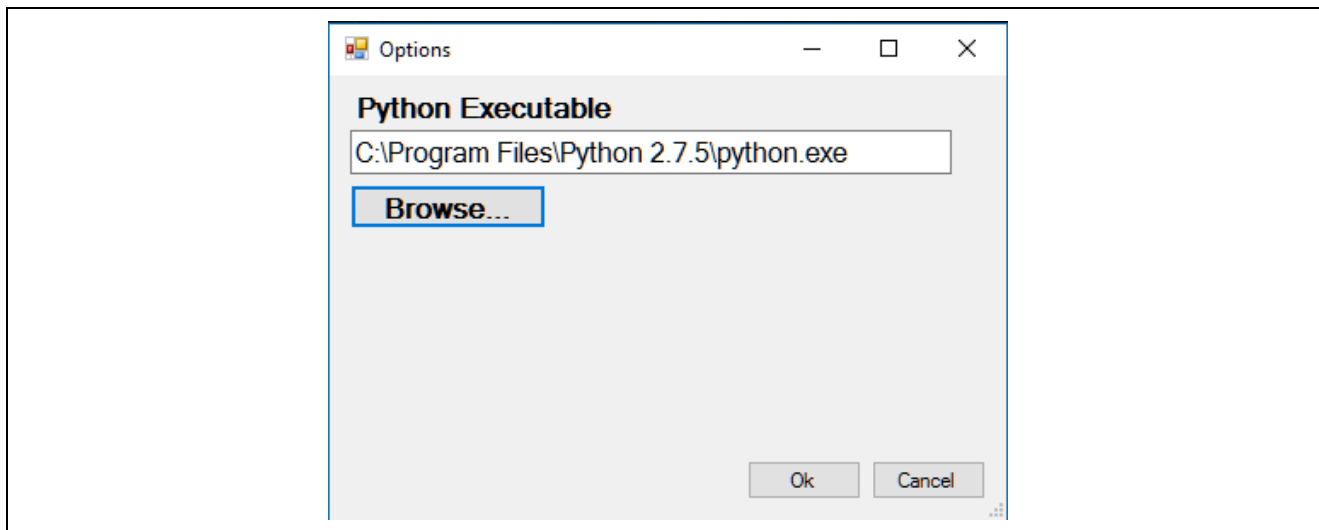 Options
Python Executable
C:\Program Files\Python 2.7.5\python.exe
Browse...
Ok Cancel